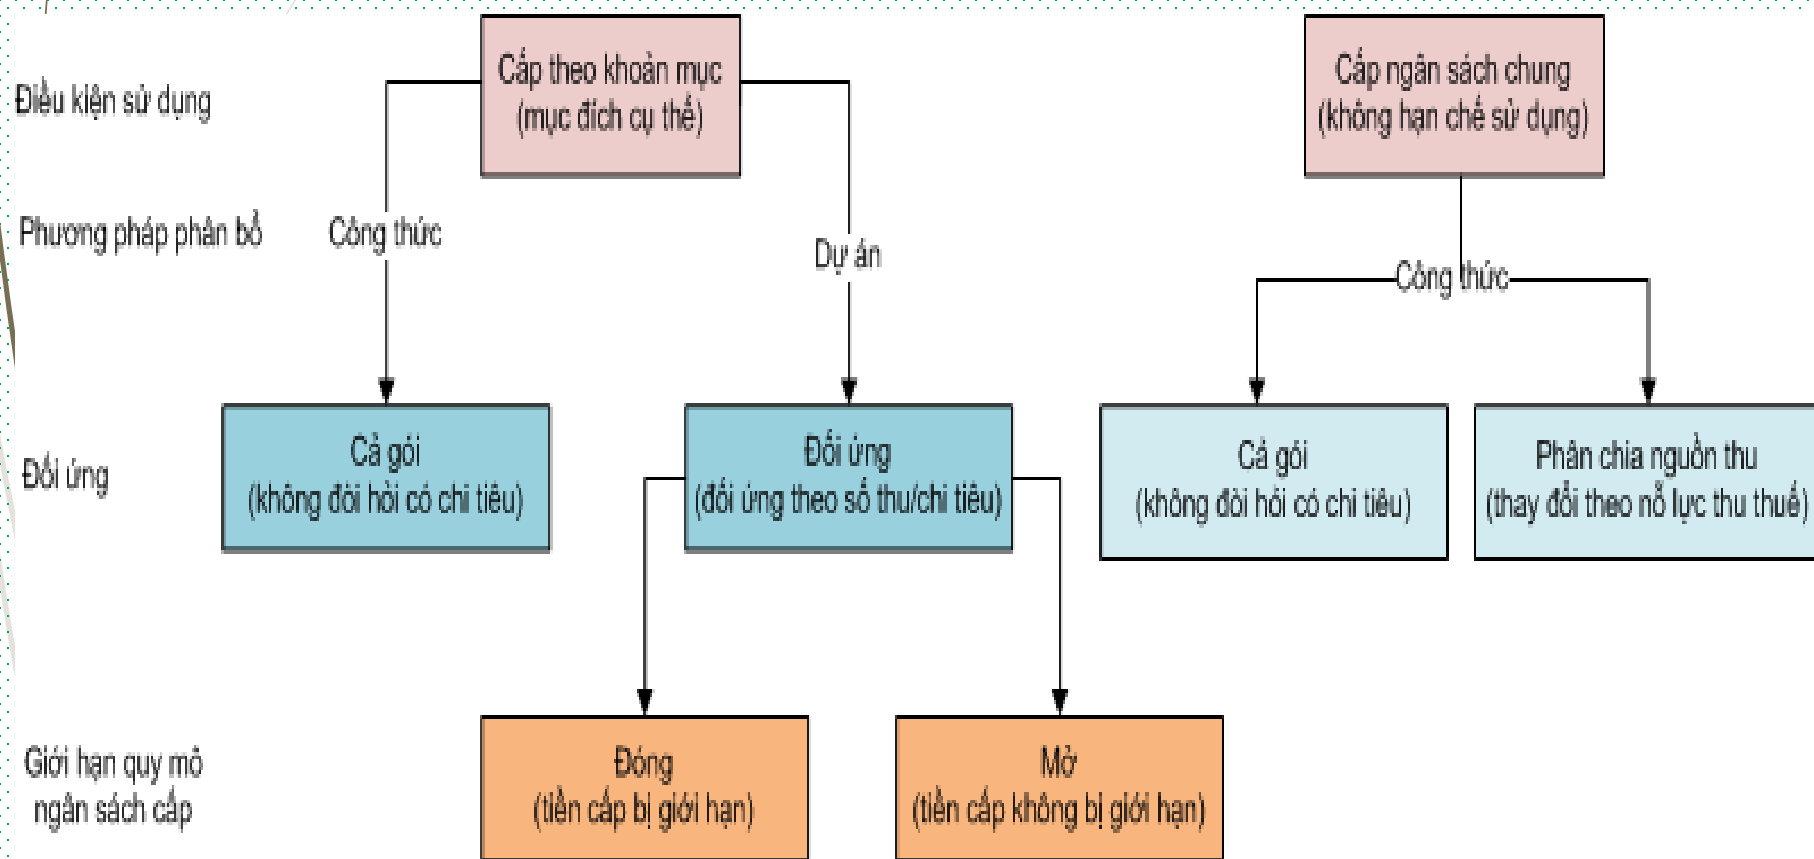 Điều kiện sử dụng
Cấp theo khoản mục
(mục đích cụ thể)
Cấp ngân sách chung
(không hạn chế sử dụng)
Phương pháp phân bổ
Công thức
Dự án
Công thức
Đối ứng
Cả gói
(không đòi hỏi có chi tiêu)
Đối ứng
(đối ứng theo số thu/chi tiêu)
Cả gói
(không đòi hỏi có chi tiêu)
Phân chia nguồn thu
(thay đổi theo nỗ lực thu thuế)
Giới hạn quy mô
ngân sách cấp
Đóng
(tiền cấp bị giới hạn)
Mở
(tiền cấp không bị giới hạn)